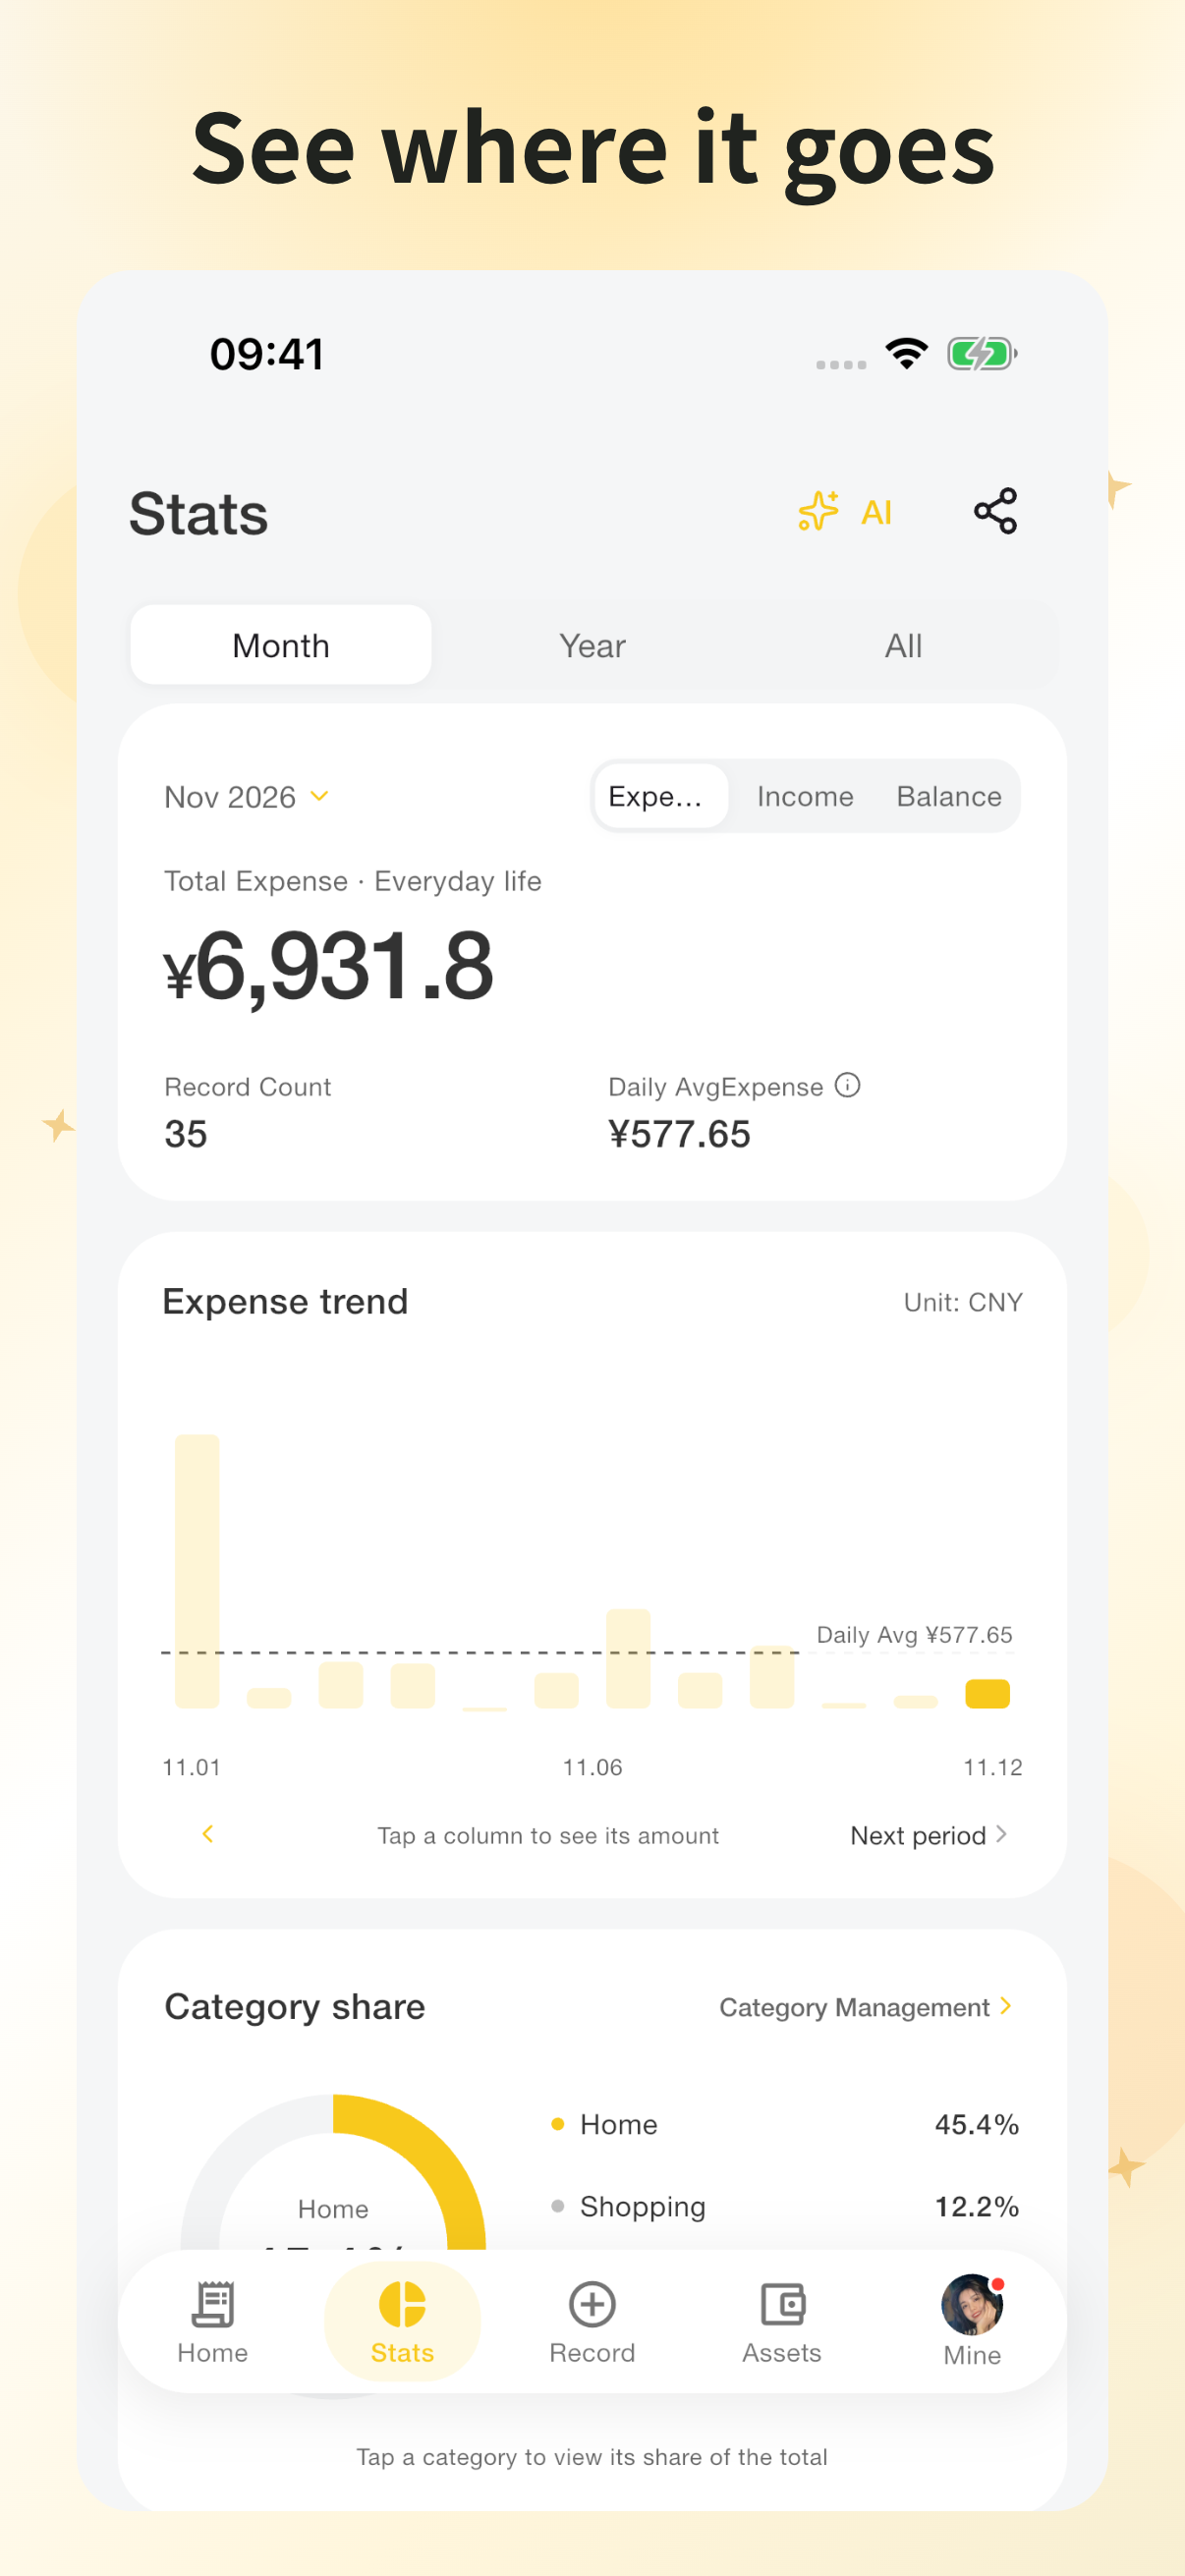 See where it goes
09:41
Stats
AI
Month Year All
Nov 2026
Expe... Income Balance
Total Expense · Everyday life
¥6,931.8
Record Count
35
Daily AvgExpense
¥577.65
Expense trend
Unit: CNY
Daily Avg ¥577.65
11.01 11.06 11.12
Tap a column to see its amount
Next period
Category share
Category Management
Home
Home 45.4%
Shopping 12.2%
Home
Stats
Record
Assets
Mine
Tap a category to view its share of the total